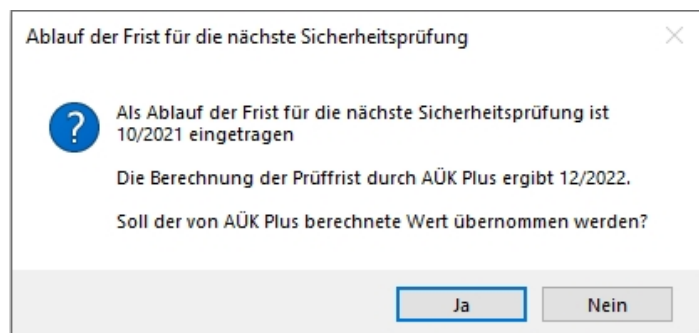 Ablauf der Frist für die nächste Sicherheitsprüfung
Als Ablauf der Frist für die nächste Sicherheitsprüfung ist
10/2021 eingetragen
Die Berechnung der Prüffrist durch AÜK Plus ergibt 12/2022.
Soll der von AÜK Plus berechnete Wert übernommen werden?
Ja
Nein